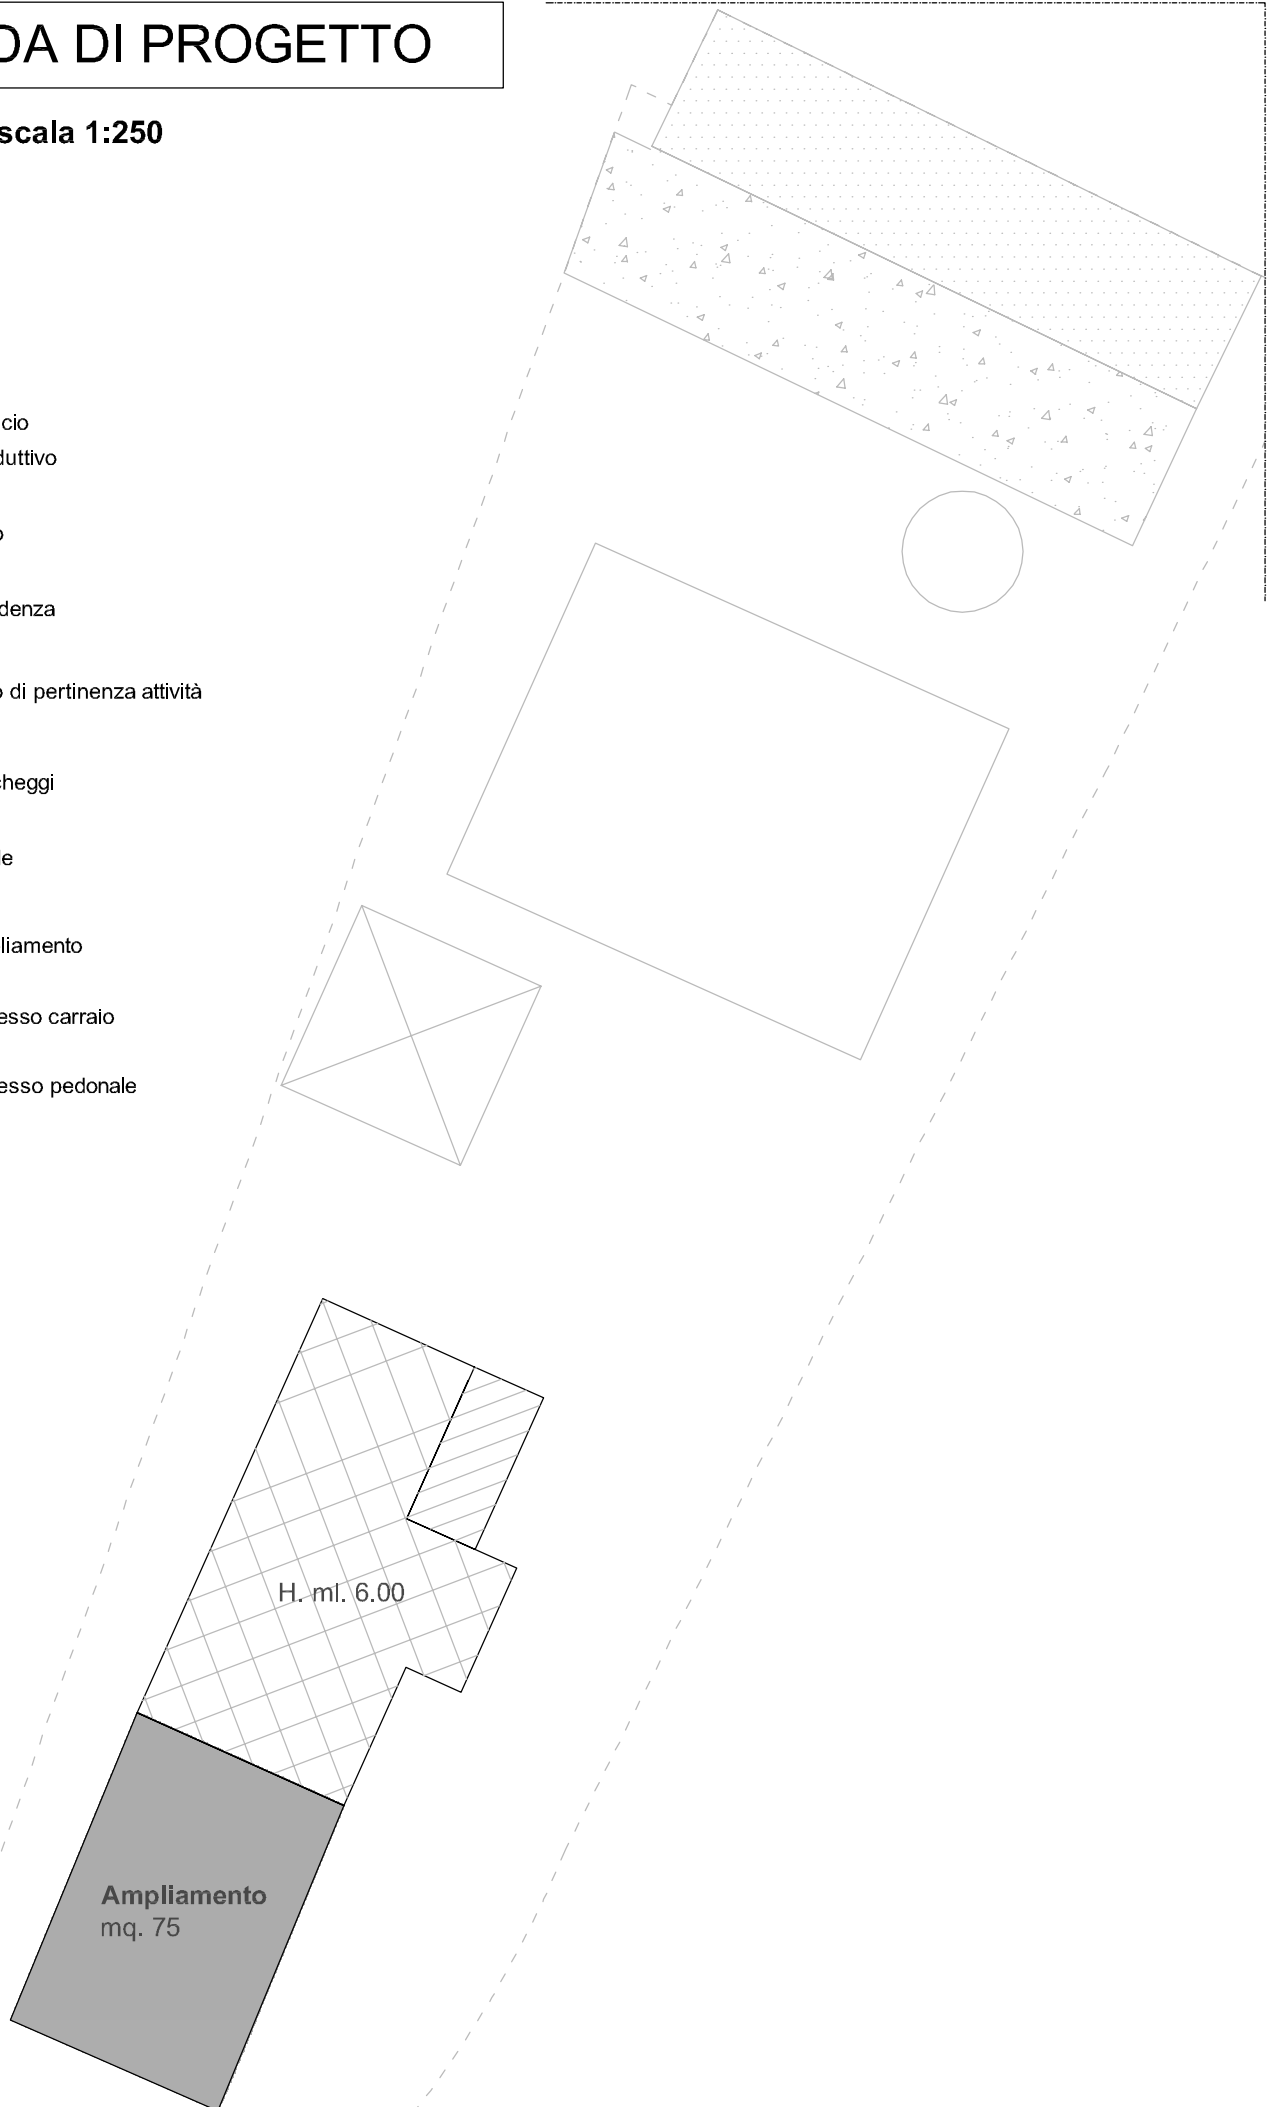 DA DI PROGETTO
scala 1:250
cio
duttivo
o
denza
o di pertinenza attività
cheggi
le
liamento
esso carraio
esso pedonale
H. ml. 6.00
Ampliamento
mq. 75